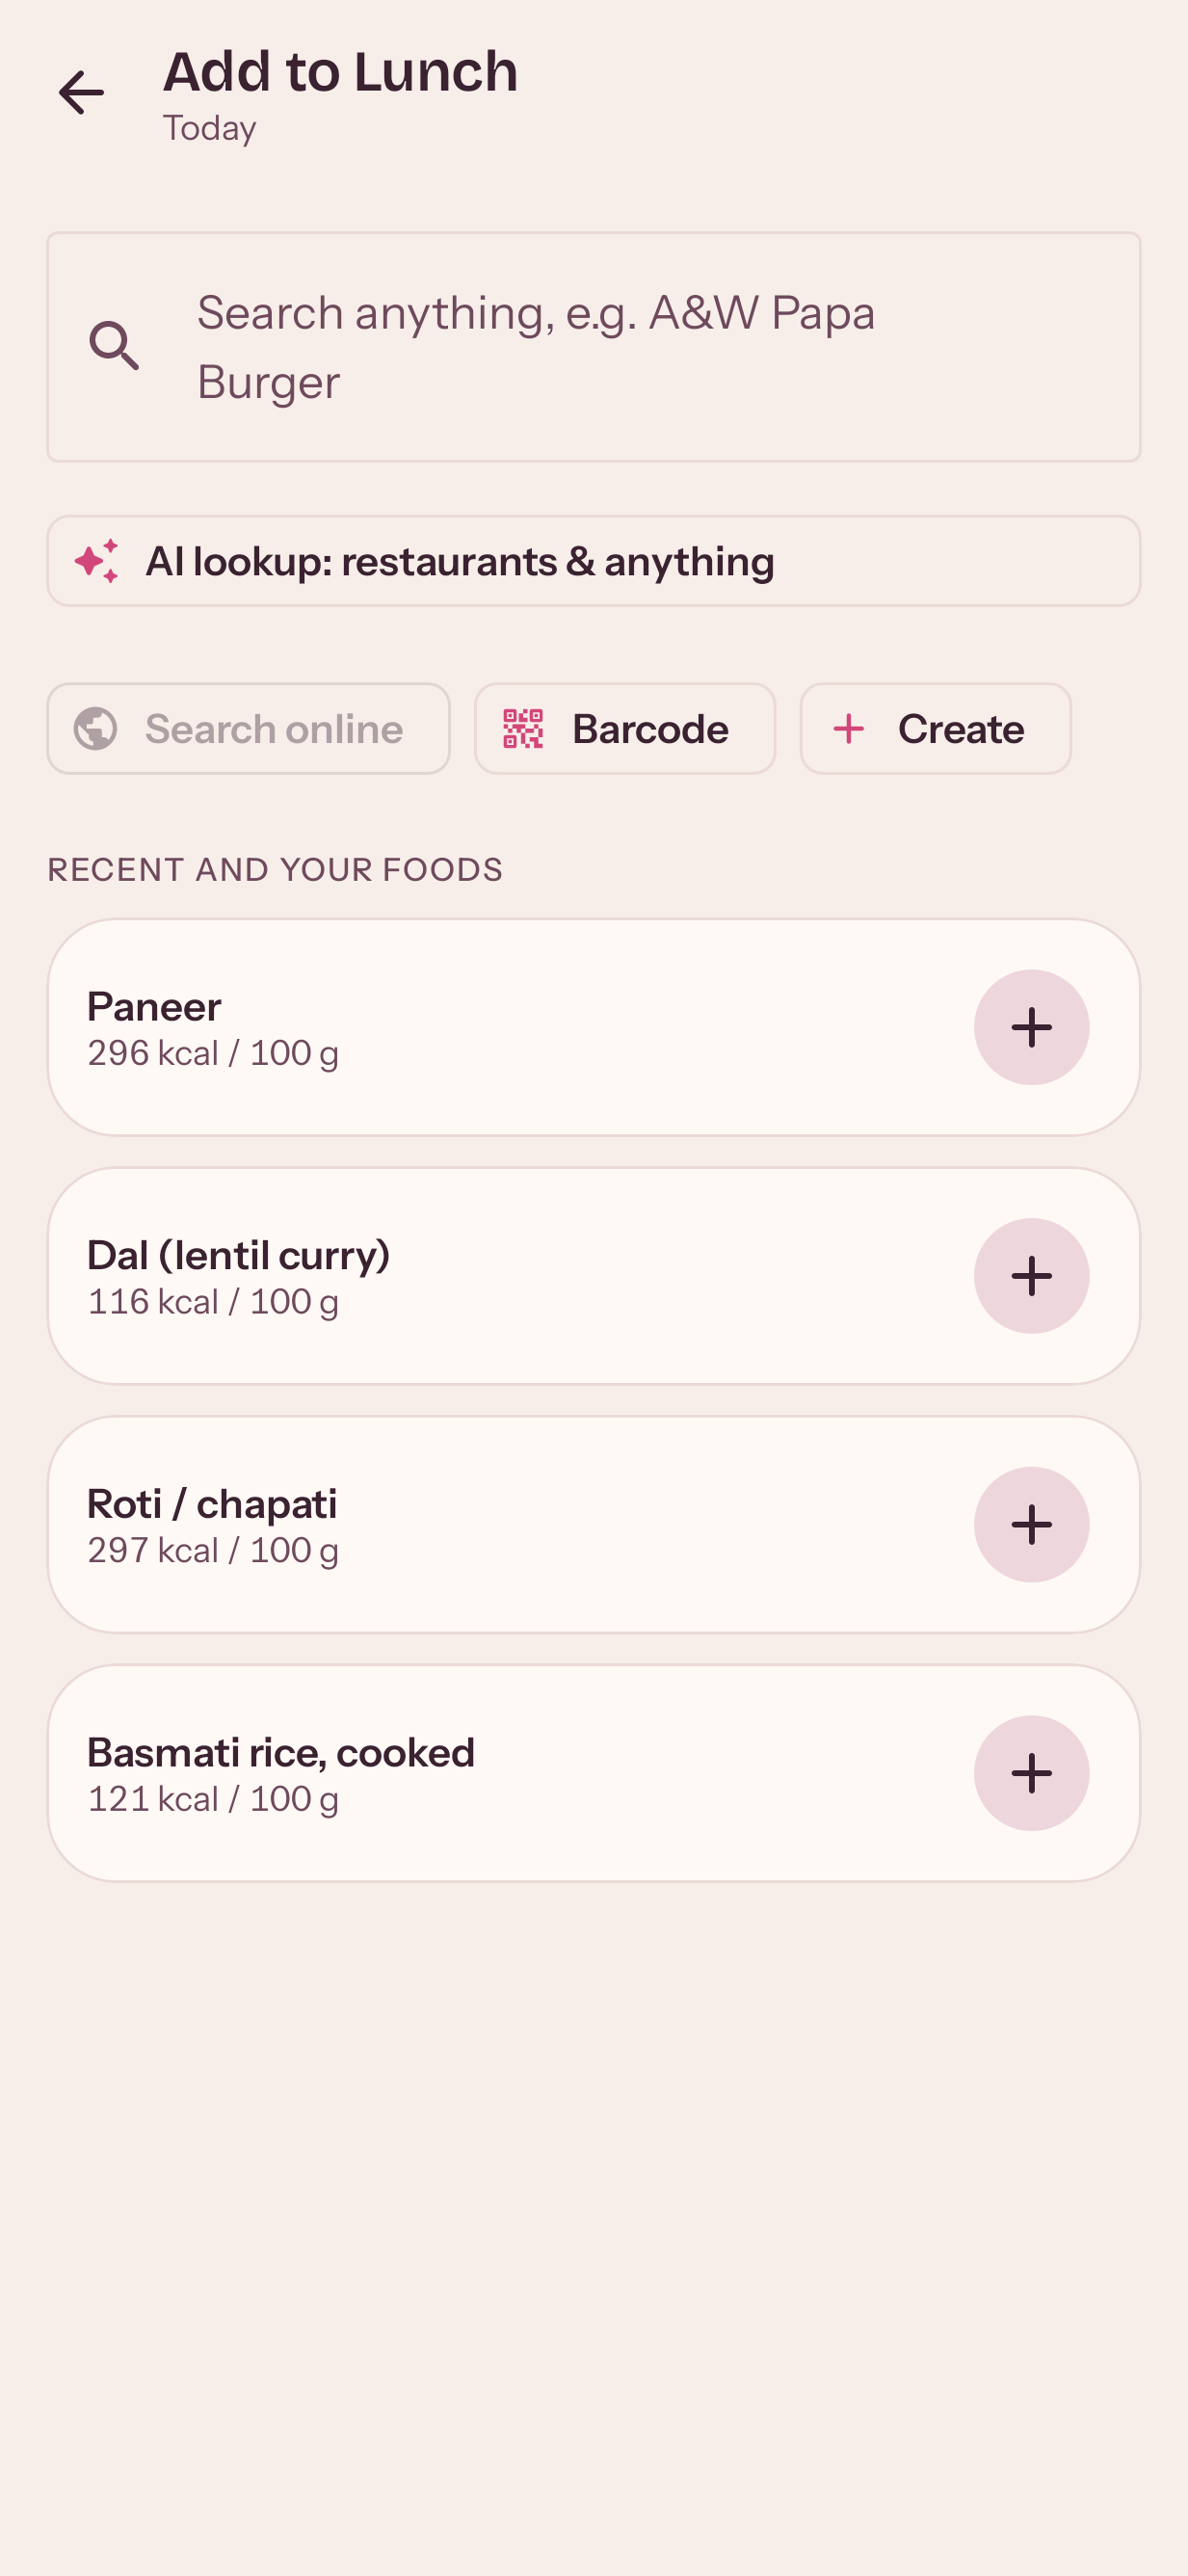 Add to Lunch
Today
Search anything, e.g. A&W Papa
Burger
AI lookup: restaurants & anything
Search online
Barcode
Create
RECENT AND YOUR FOODS
Paneer
296 kcal / 100 g
Dal (lentil curry)
116 kcal / 100 g
Roti / chapati
297 kcal / 100 g
Basmati rice, cooked
121 kcal / 100 g